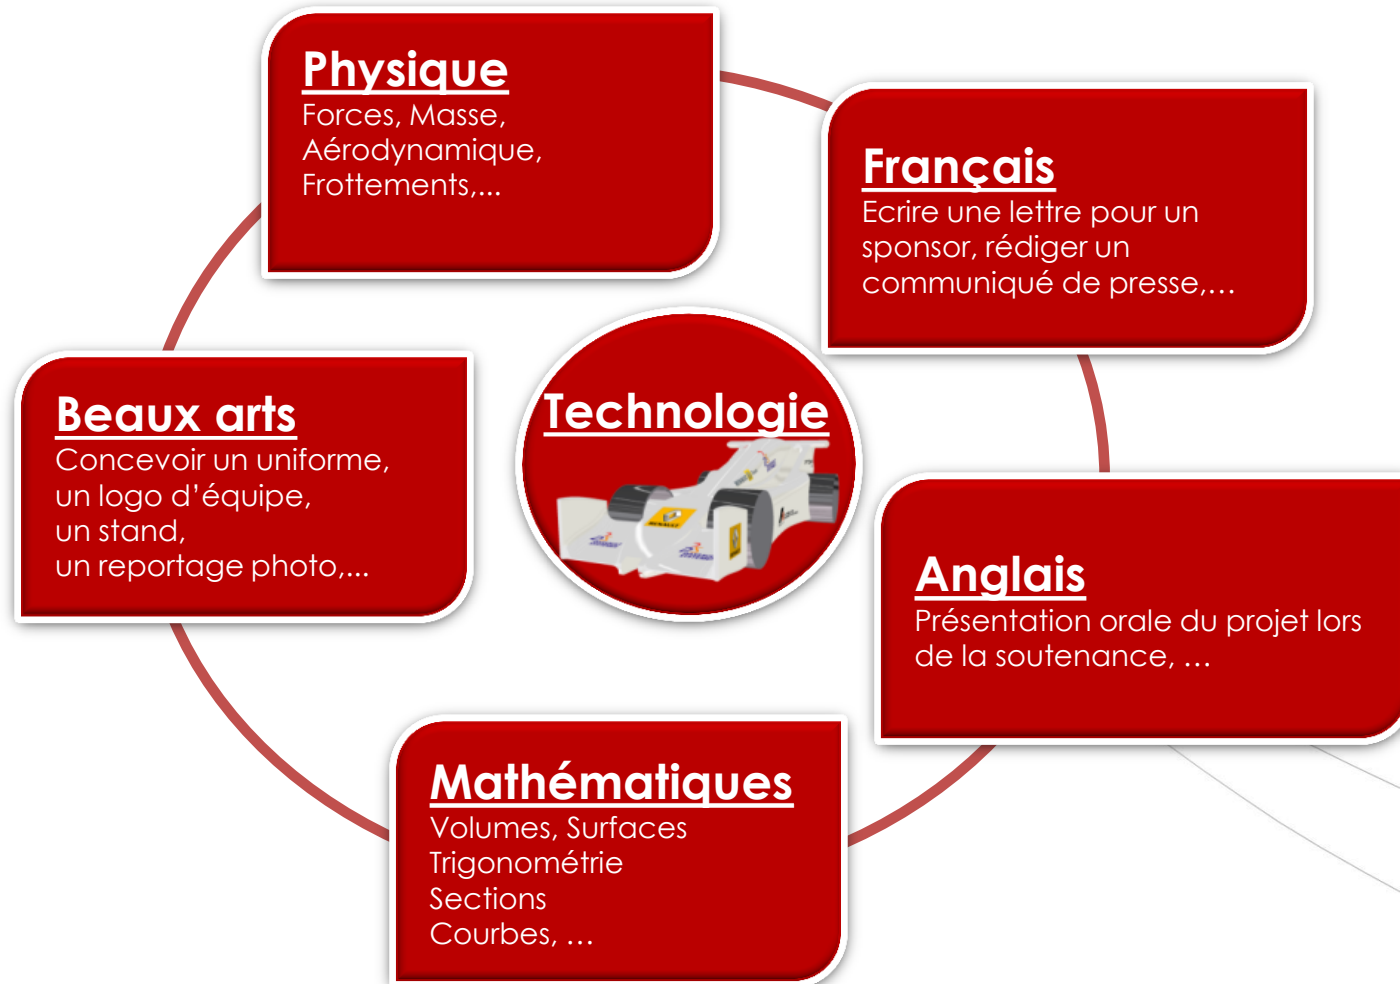 Physique
Forces, Masse,
Aérodynamique,
Frottements,...
Français
Ecrire une lettre pour un
sponsor, rédiger un
communiqué de presse,...
Technologie
RENAULT
Beaux arts
Concevoir un uniforme,
un logo d'équipe,
un stand,
un reportage photo,...
Anglais
Présentation orale du projet lors
de la soutenance, ...
Mathématiques
Volumes, Surfaces
Trigonométrie
Sections
Courbes, ...